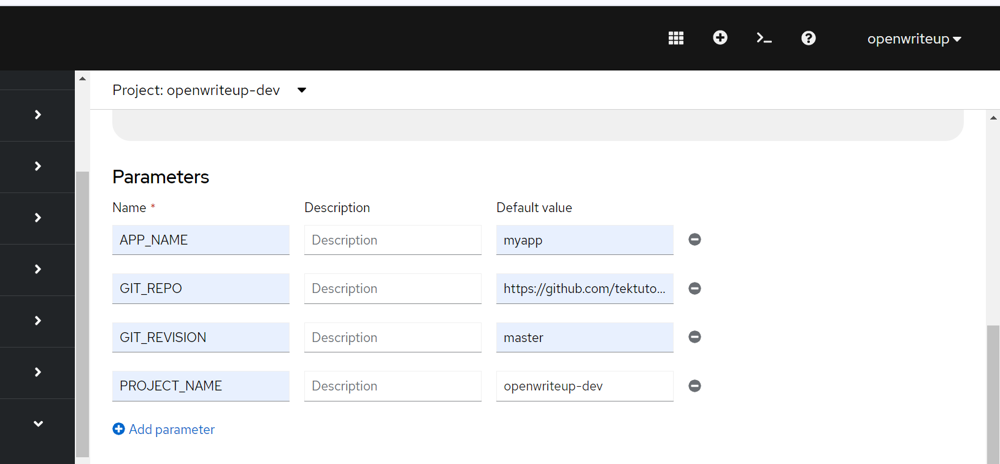 openwriteup
Project: openwriteup-dev
Parameters
Name * Description Default value
APP_NAME Description myapp
GIT_REPO Description https://github.com/tektuto...
GIT_REVISION Description master
PROJECT_NAME Description openwriteup-dev
Add parameter